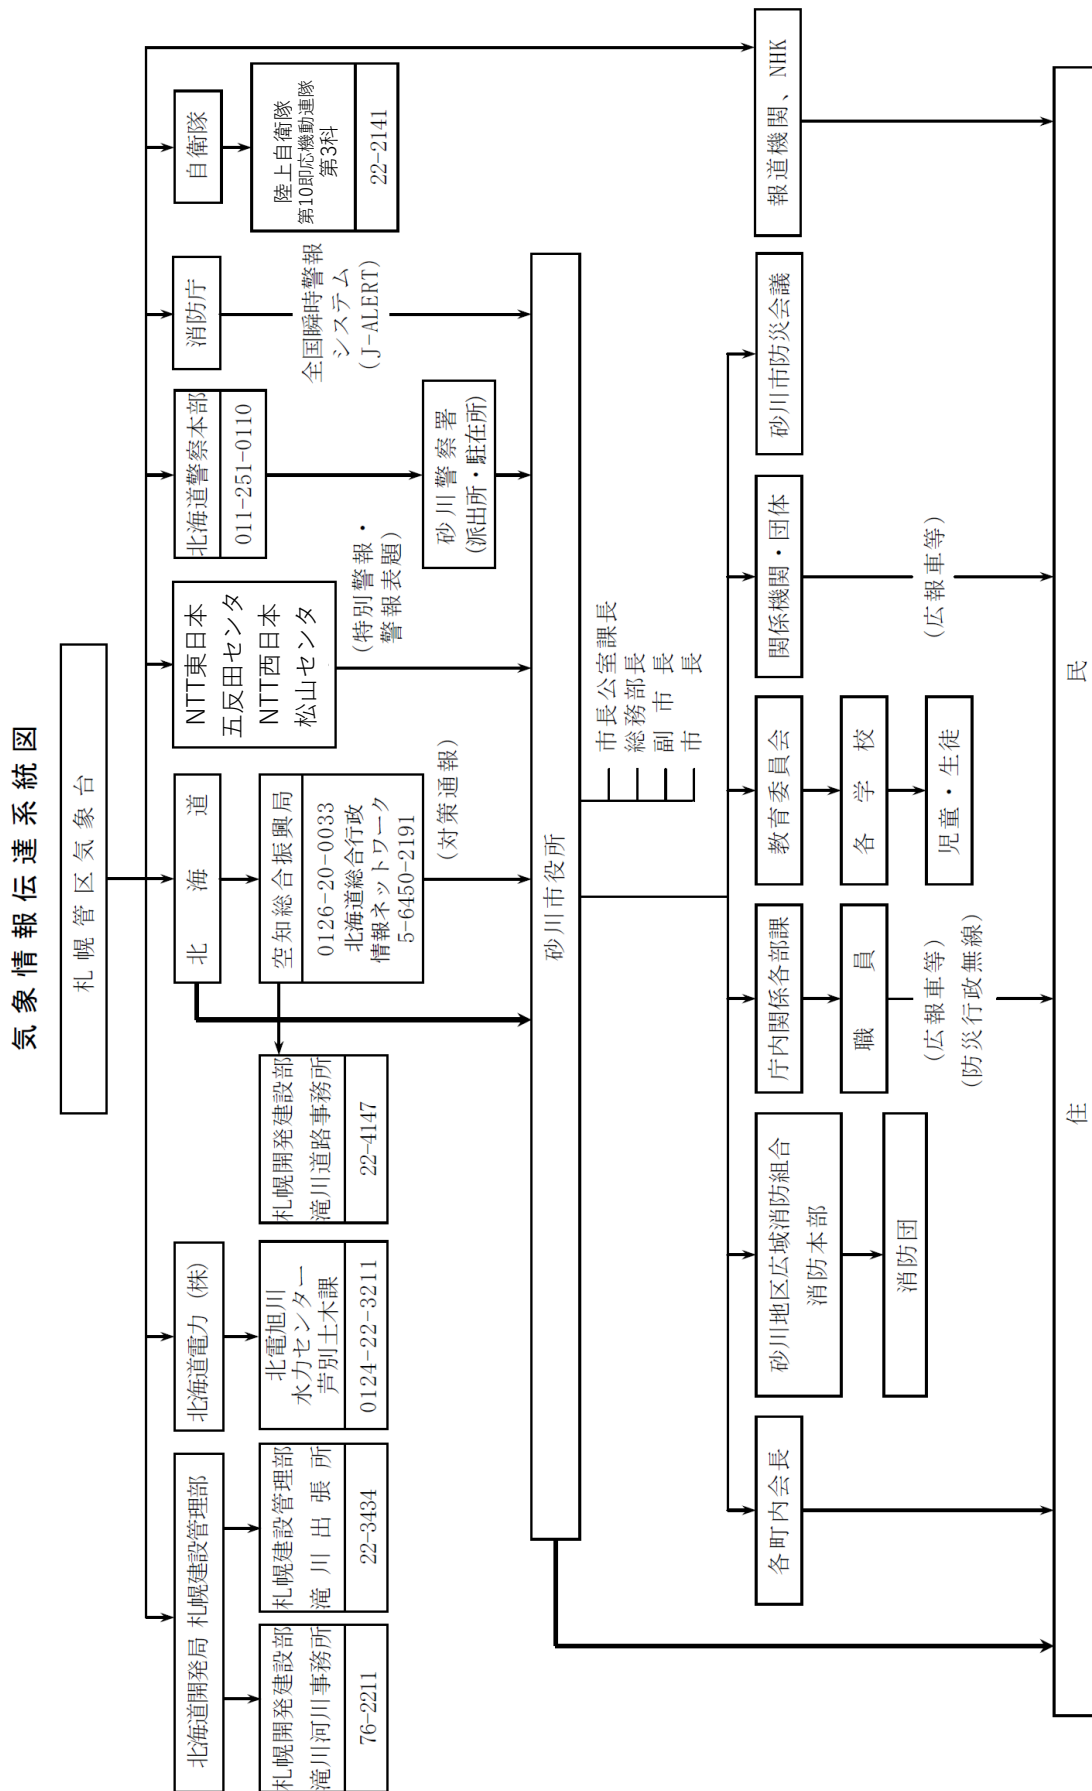 気象情報伝達系統図
札幌管区気象台
北海道開発局 札幌建設管理部
北海道電力（株）
北海道
NTT東日本
五反田センタ
NTT西日本
松山センタ
北海道警察本部
011-251-0110
消防庁
自衛隊
札幌開発建設部
滝川河川事務所
76-2211
札幌建設管理部
滝川出張所
22-3434
北電旭川
水力センター
芦別土木課
0124-22-3211
札幌開発建設部
滝川道路事務所
22-4147
空知総合振興局
0126-20-0033
北海道総合行政
情報ネットワーク
5-6450-2191
(対策通報)
(特別警報・
警報表題)
砂川警察署
(派出所・駐在所)
全国瞬時警報
システム
(J-ALERT)
陸上自衛隊
第10即応機動連隊
第3科
22-2141
砂川市役所
市長公室課長
総務部長
副市長
市長
各町内会長
砂川地区広域消防組合
消防本部
消防団
庁内関係各部課
職員
(広報車等)
(防災行政無線)
教育委員会
各学校
児童・生徒
関係機関・団体
(広報車等)
砂川市防災会議
報道機関、NHK
住民